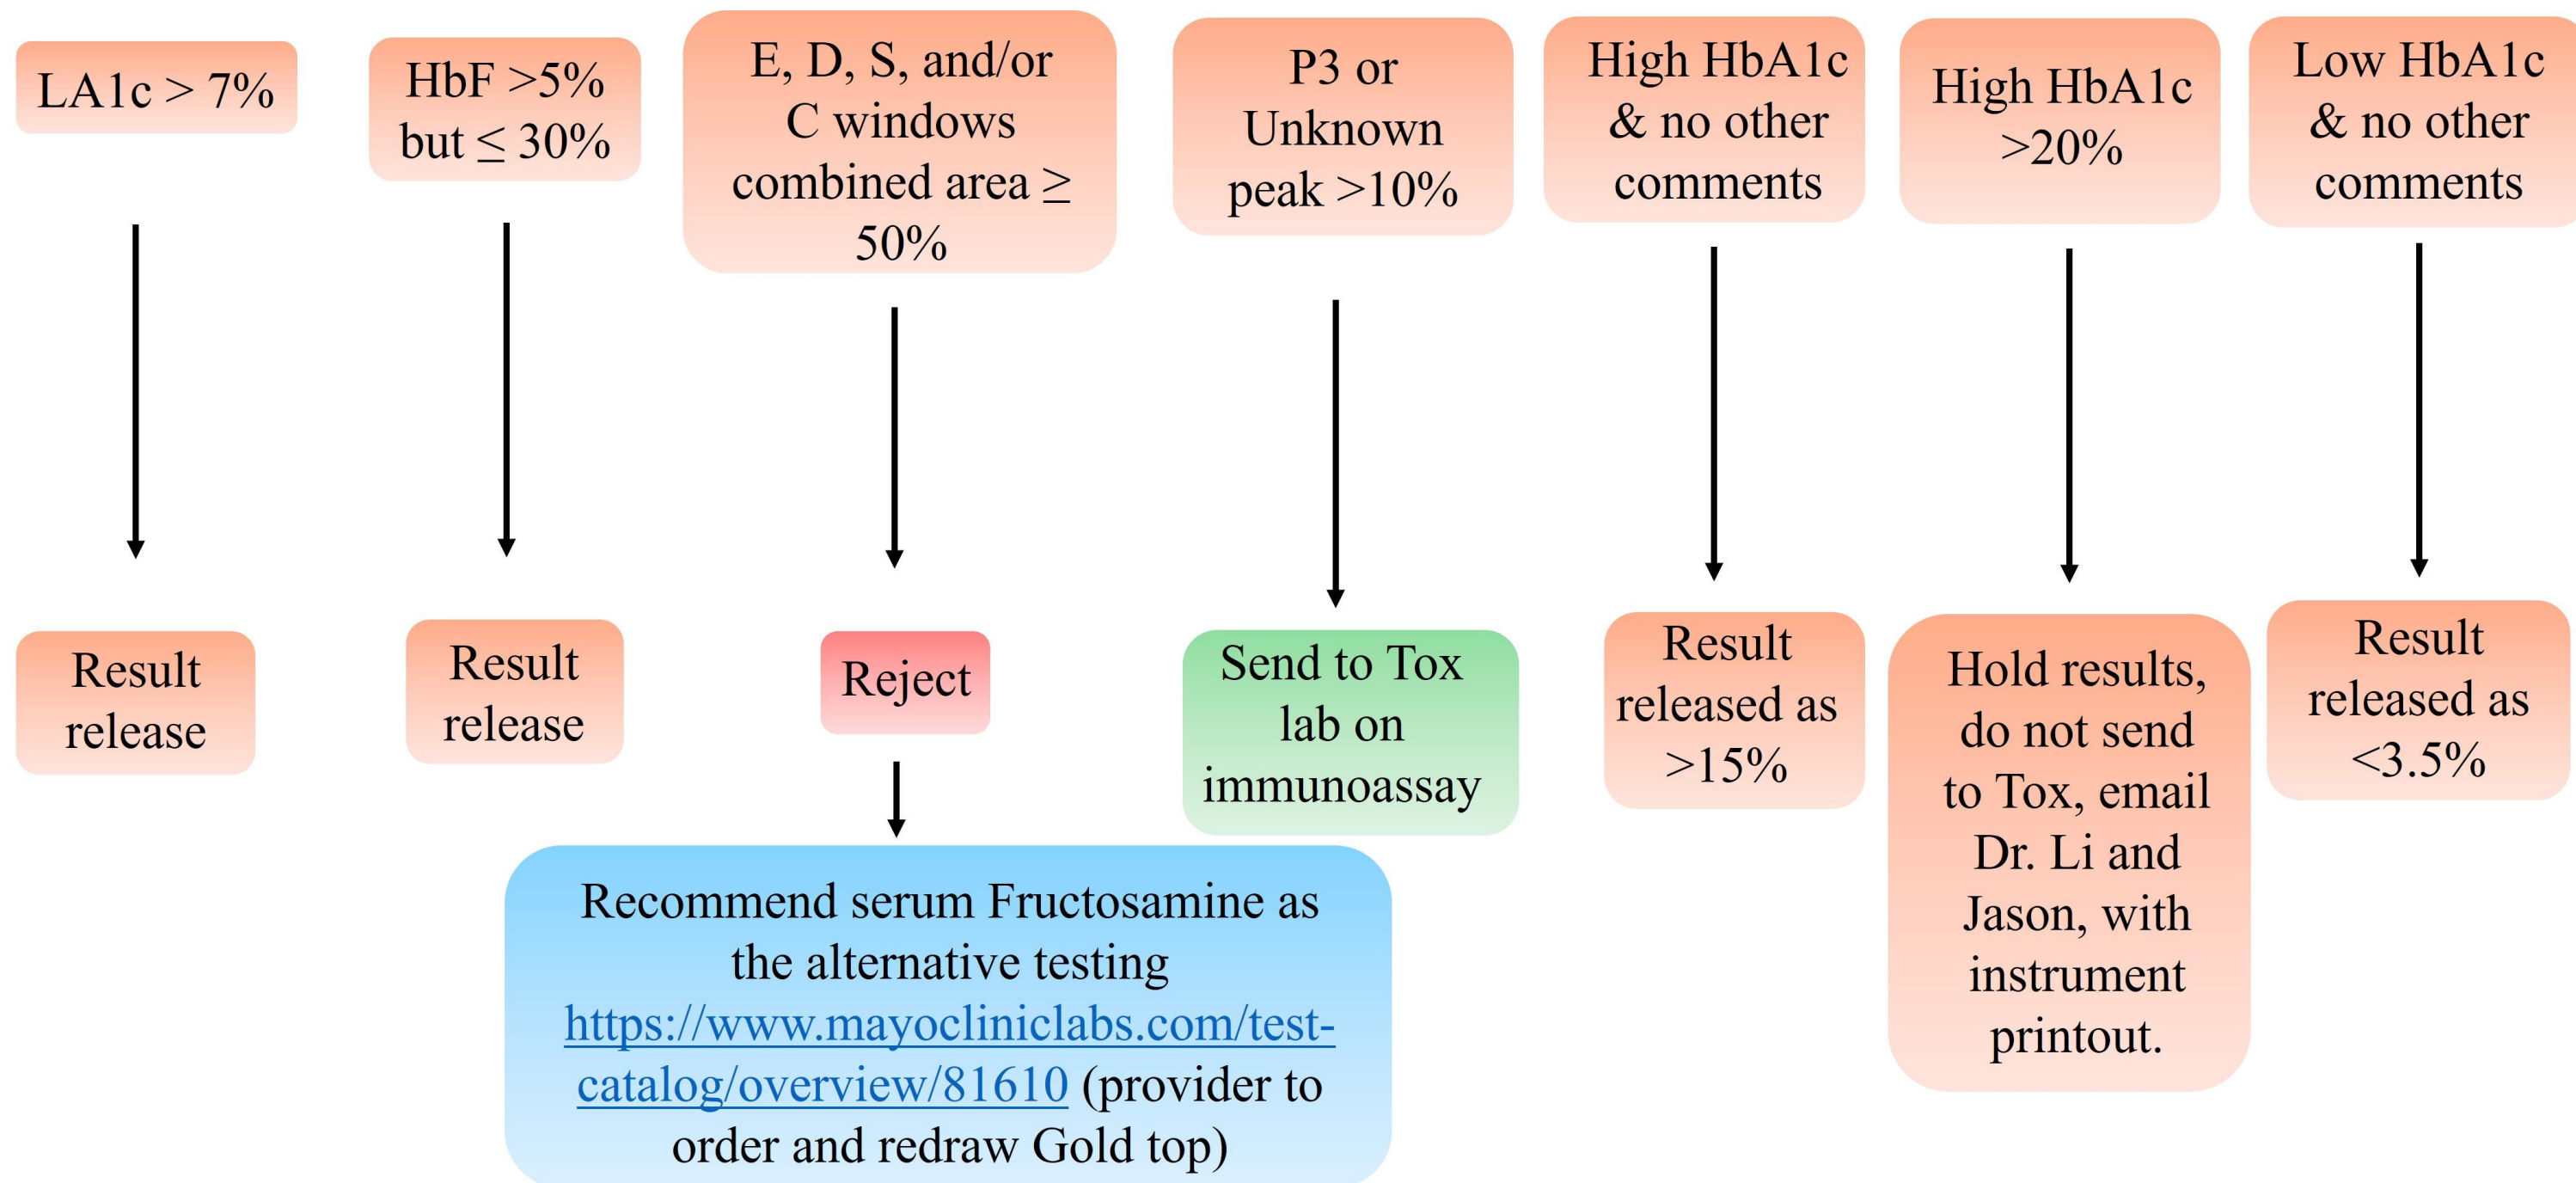 LA1c > 7%
HbF >5%
but ≤ 30%
E, D, S, and/or
C windows
combined area ≥
50%
P3 or
Unknown
peak >10%
High HbA1c
& no other
comments
High HbA1c
>20%
Low HbA1c
& no other
comments
Result
release
Result
release
Reject
Send to Tox
lab on
immunoassay
Result
released as
>15%
Hold results,
do not send
to Tox, email
Dr. Li and
Jason, with
instrument
printout.
Result
released as
<3.5%
Recommend serum Fructosamine as
the alternative testing
https://www.mayocliniclabs.com/test-
catalog/overview/81610 (provider to
order and redraw Gold top)